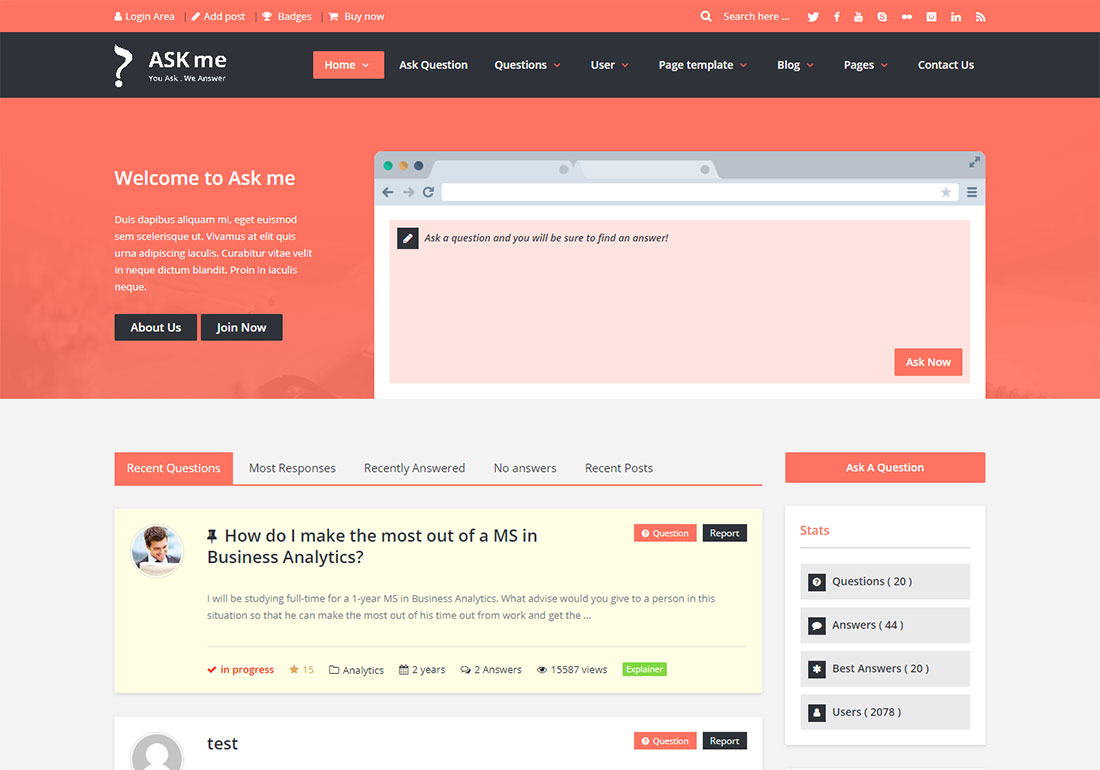 Login Area | Add post | Badges | Buy now
Search here ...
ASK me
You Ask . We Answer
Home
Ask Question
Questions
User
Page template
Blog
Pages
Contact Us
Welcome to Ask me
Duis dapibus aliquam mi, eget euismod
sem scelerisque ut. Vivamus at elit quis
urna adipiscing iaculis. Curabitur vitae velit
in neque dictum blandit. Proin in iaculis
neque.
About Us
Join Now
Ask a question and you will be sure to find an answer!
Ask Now
Recent Questions
Most Responses
Recently Answered
No answers
Recent Posts
How do I make the most out of a MS in
Business Analytics?
Question
Report
I will be studying full-time for a 1-year MS in Business Analytics. What advise would you give to a person in this
situation so that he can make the most out of his time out from work and get the ...
in progress
15
Analytics
2 years
2 Answers
15587 views
Explainer
test
Question
Report
Ask A Question
Stats
Questions ( 20 )
Answers ( 44 )
Best Answers ( 20 )
Users ( 2078 )